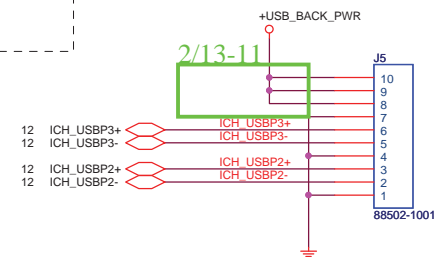 +USB_BACK_PWR
2/13-11
J5
10
9
8
7
12 ICH_USBP3+ ICH_USBP3+ 6
12 ICH_USBP3- ICH_USBP3- 5
4
12 ICH_USBP2+ ICH_USBP2+ 3
12 ICH_USBP2- ICH_USBP2- 2
1
88502-1001